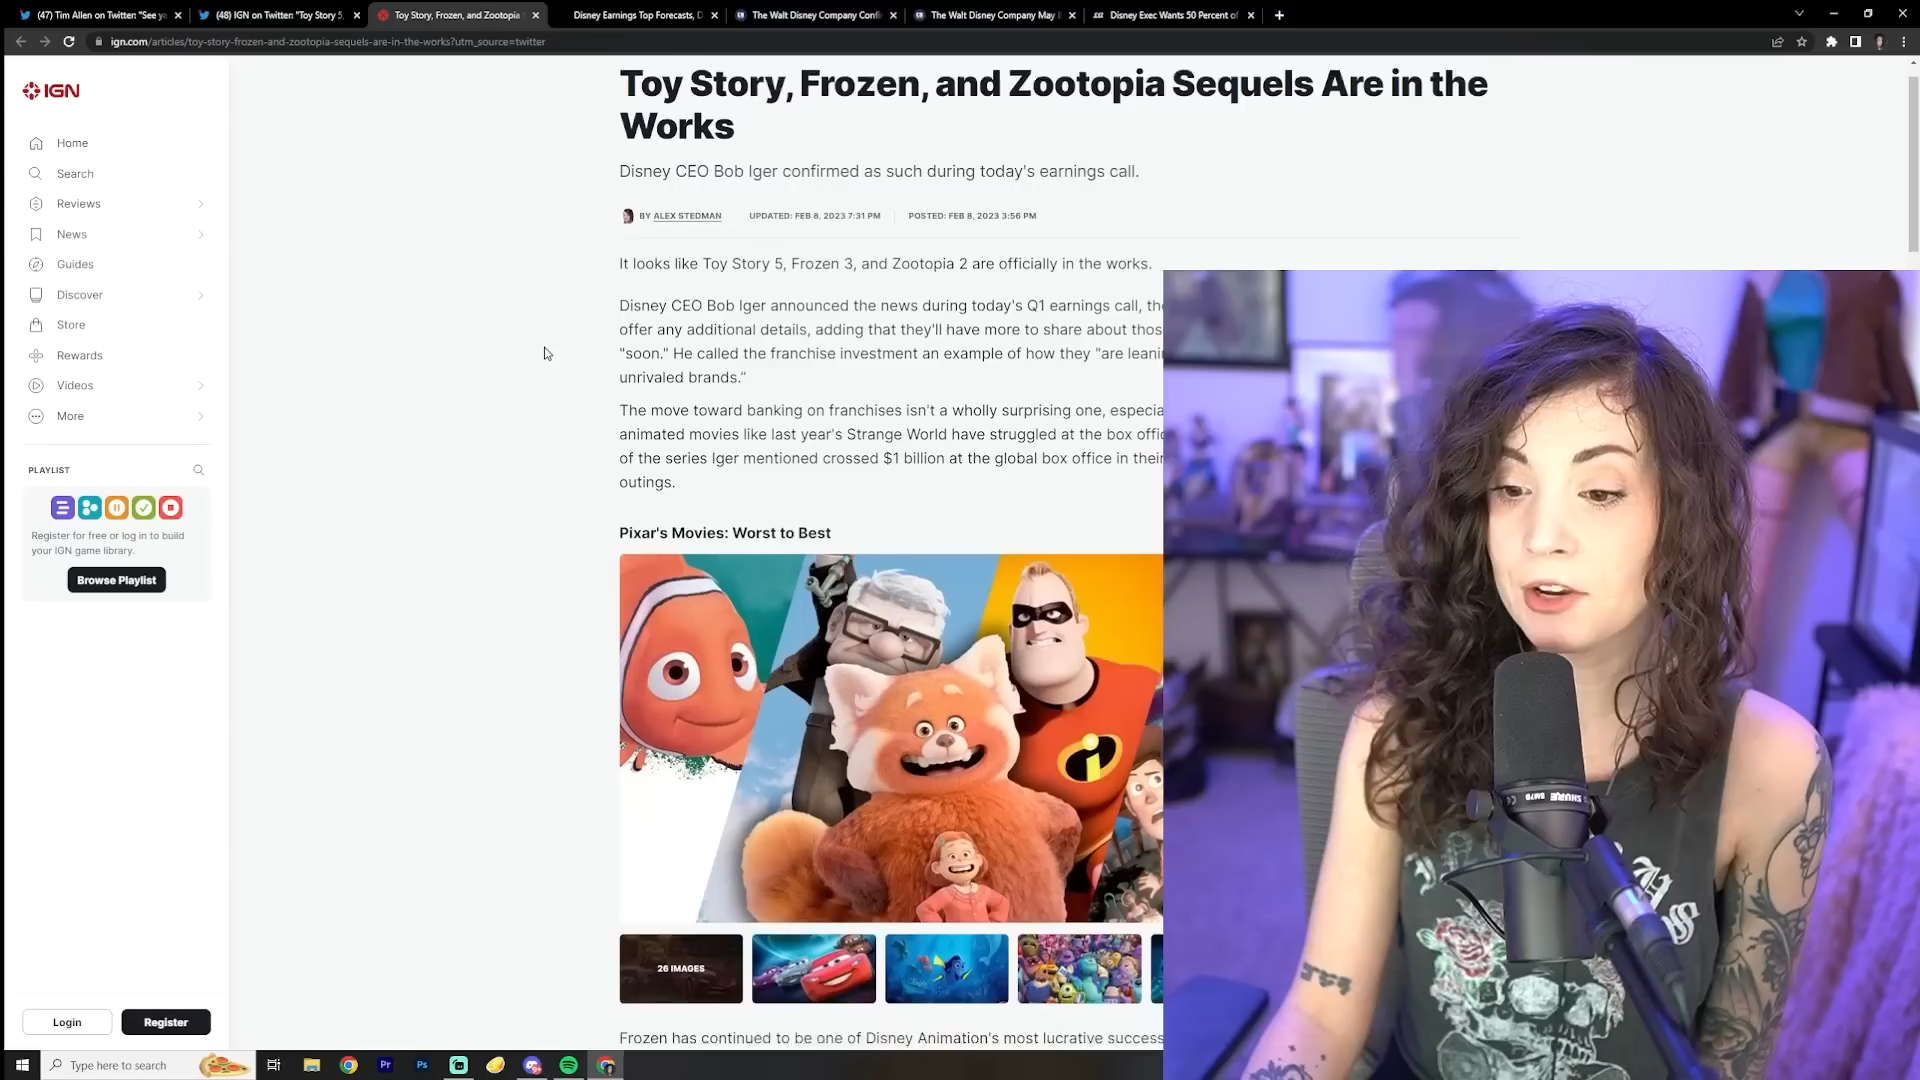 (47) Tim Allen on Twitter: "See ya
(48) IGN on Twitter: "Toy Story 5,
Toy Story, Frozen, and Zootopia
Disney Earnings Top Forecasts, D
The Walt Disney Company Confi
The Walt Disney Company May
Disney Exec Wants 50 Percent of
ign.com/articles/toy-story-frozen-and-zootopia-sequels-are-in-the-works?utm_source=twitter
IGN
Home
Search
Reviews
News
Guides
Discover
Store
Rewards
Videos
More
PLAYLIST
Register for free or log in to build
your IGN game library.
Browse Playlist
Login
Register
Toy Story, Frozen, and Zootopia Sequels Are in the
Works
Disney CEO Bob Iger confirmed as such during today's earnings call.
BY ALEX STEDMAN UPDATED: FEB 8, 2023 7:31 PM POSTED: FEB 8, 2023 3:56 PM
It looks like Toy Story 5, Frozen 3, and Zootopia 2 are officially in the works.
Disney CEO Bob Iger announced the news during today's Q1 earnings call, th
offer any additional details, adding that they'll have more to share about thos
"soon." He called the franchise investment an example of how they "are leani
unrivaled brands."
The move toward banking on franchises isn't a wholly surprising one, especia
animated movies like last year's Strange World have struggled at the box offi
of the series Iger mentioned crossed $1 billion at the global box office in thei
outings.
Pixar's Movies: Worst to Best
26 IMAGES
Frozen has continued to be one of Disney Animation's most lucrative success
SHURE
SM7B
Type here to search
Pr
Ps